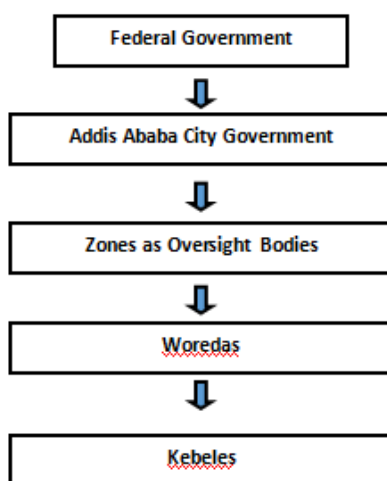 Federal Government
Addis Ababa City Government
Zones as Oversight Bodies
Woredas
Kebeles